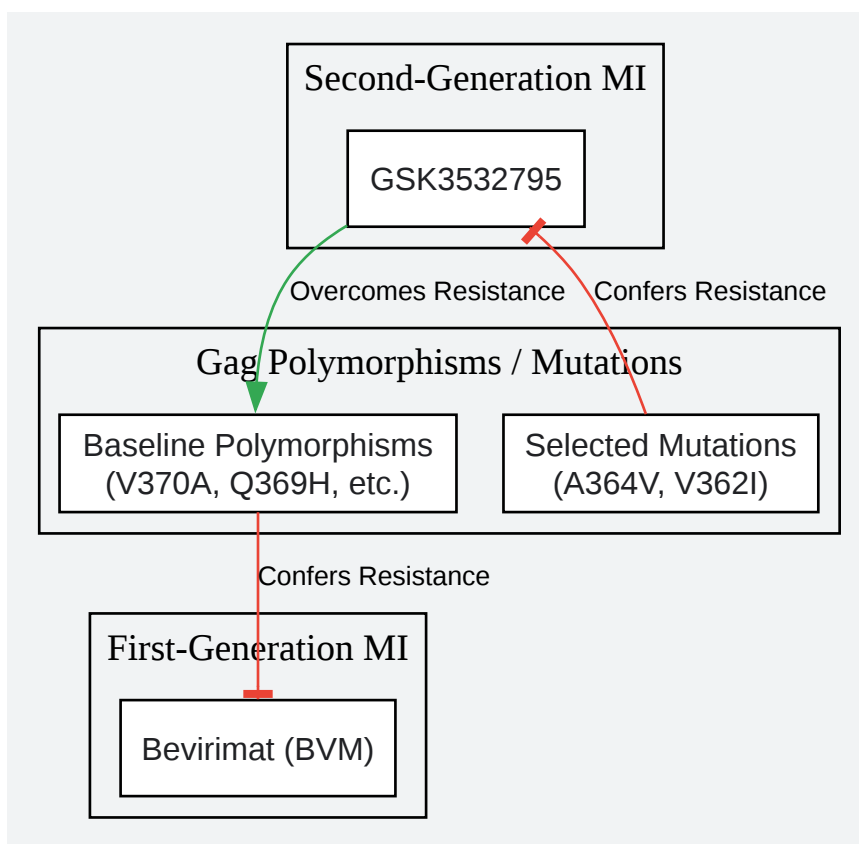 Second-Generation MI
GSK3532795
Overcomes Resistance
Confers Resistance
Gag Polymorphisms / Mutations
Baseline Polymorphisms
(V370A, Q369H, etc.)
Selected Mutations
(A364V, V362I)
Confers Resistance
First-Generation MI
Bevirimat (BVM)